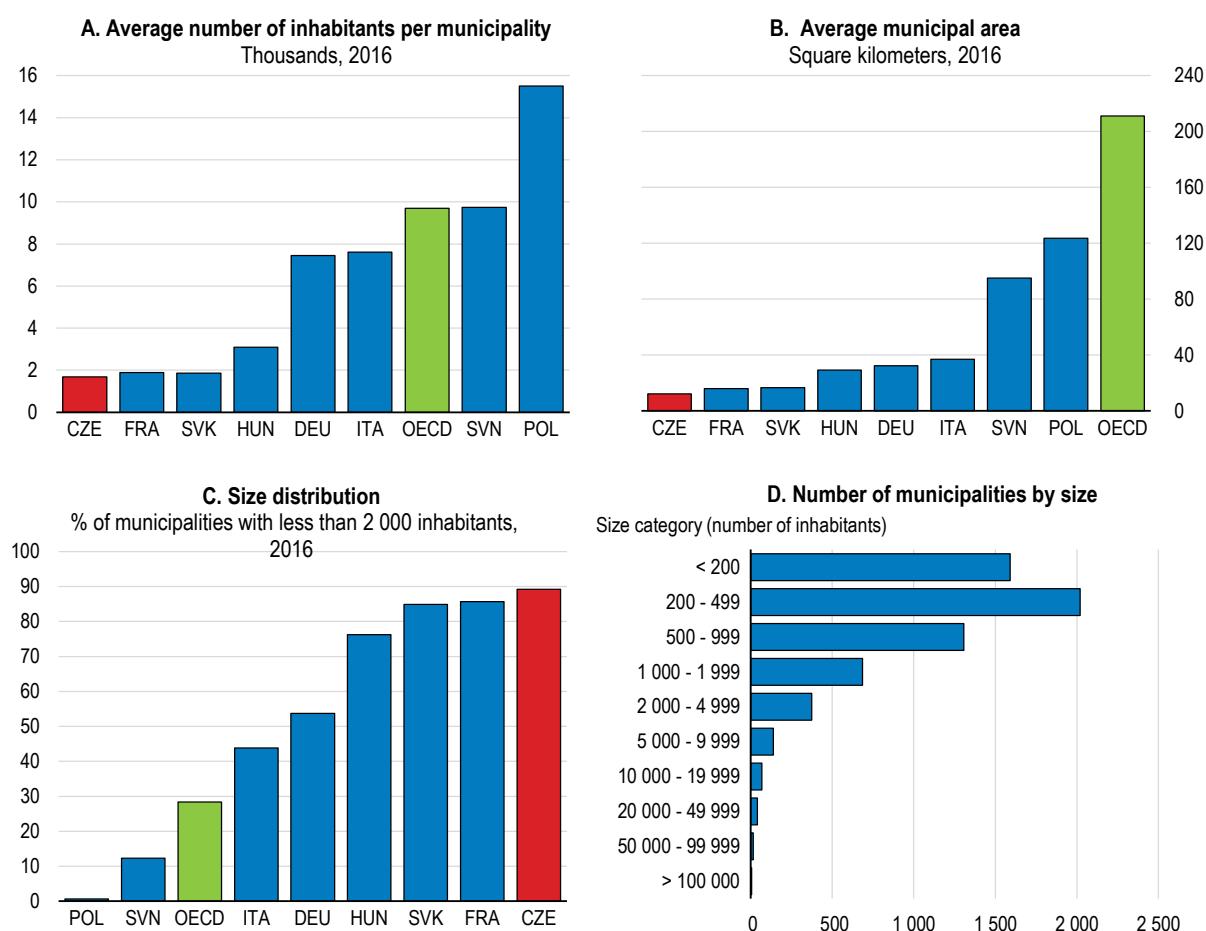 A. Average number of inhabitants per municipality
Thousands, 2016
16
14
12
10
8
6
4
2
0
CZE FRA SVK HUN DEU ITA OECD SVN POL
B. Average municipal area
Square kilometers, 2016
240
200
160
120
80
40
0
CZE FRA SVK HUN DEU ITA SVN POL OECD
C. Size distribution
% of municipalities with less than 2 000 inhabitants,
2016
100
90
80
70
60
50
40
30
20
10
0
POL SVN OECD ITA DEU HUN SVK FRA CZE
D. Number of municipalities by size
Size category (number of inhabitants)
< 200
200 - 499
500 - 999
1 000 - 1 999
2 000 - 4 999
5 000 - 9 999
10 000 - 19 999
20 000 - 49 999
50 000 - 99 999
> 100 000
0 500 1 000 1 500 2 000 2 500